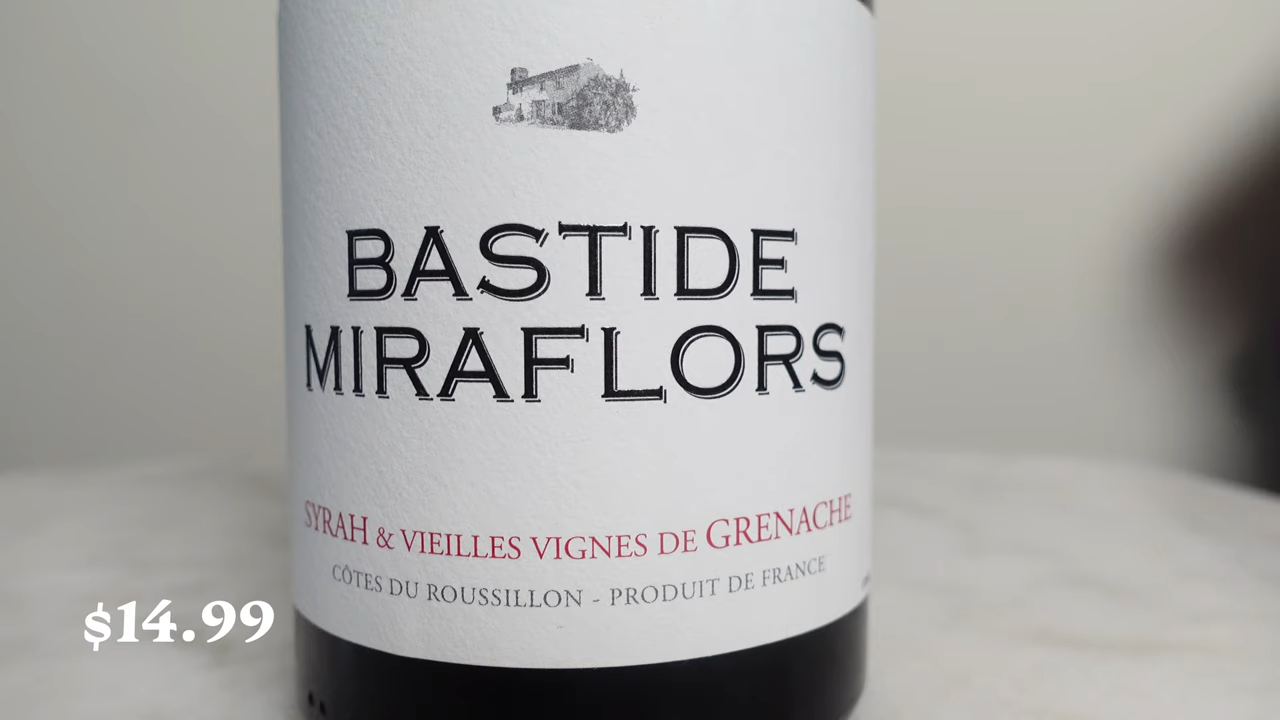 BASTIDE
MIRAFLORS
SYRAH & VIEILLES VIGNES DE GRENACHE
CÔTES DU ROUSSILLON - PRODUIT DE FRANCE
$14.99